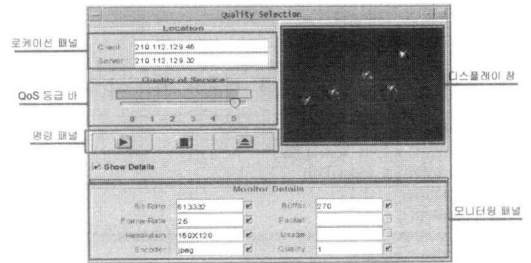 Quality Selection
로케이션 패널
Location
Client 210.112.129.46
Server 210.112.129.32
디스플레이 창
QoS 등급 바
Quality of Service
0 1 2 3 4 5
명령 패널
Show Details
Monitor Details
모니터링 패널
Bit-Rate 613332
Buffer 270
Frame-Rate 25
Packet
Resolution 160X120
Usage
Encoder jpeg
Quality 1